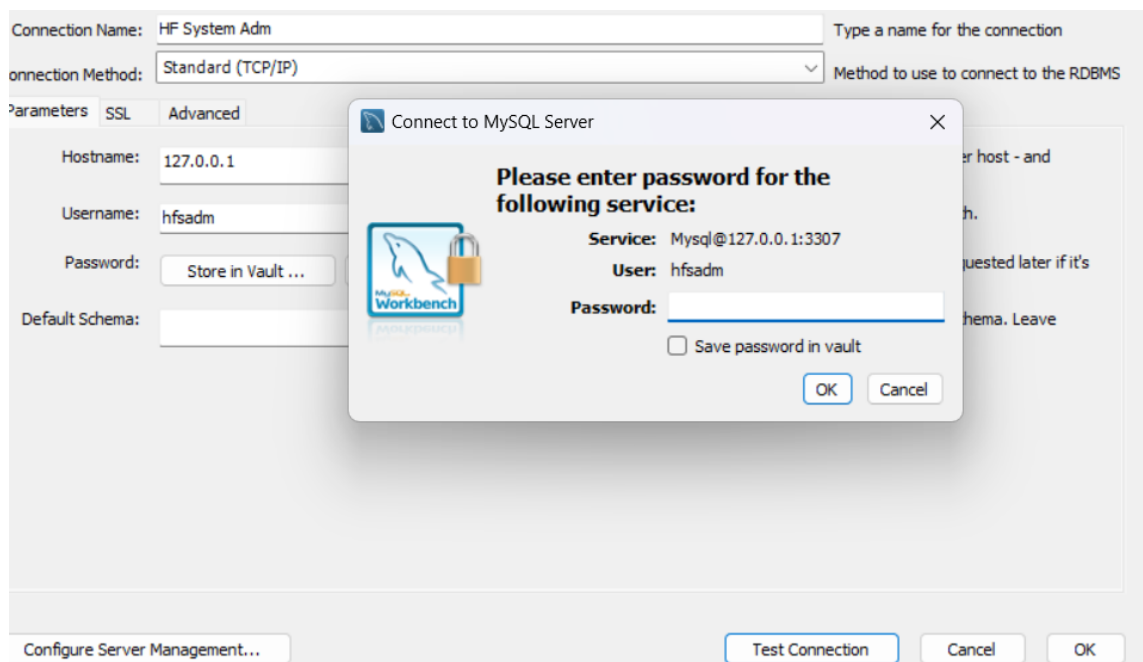 Connection Name: HF System Adm Type a name for the connection
onnection Method: Standard (TCP/IP) Method to use to connect to the RDBMS
Parameters SSL Advanced
Connect to MySQL Server
Hostname: 127.0.0.1 er host - and
Please enter password for the
following service:
Username: hfsadm h.
Service: Mysql@127.0.0.1:3307
Password: Store in Vault ... User: hfsadm quested later if it's
MySQL
Workbench
Password:
Default Schema: hema. Leave
Save password in vault
OK Cancel
Configure Server Management... Test Connection Cancel OK